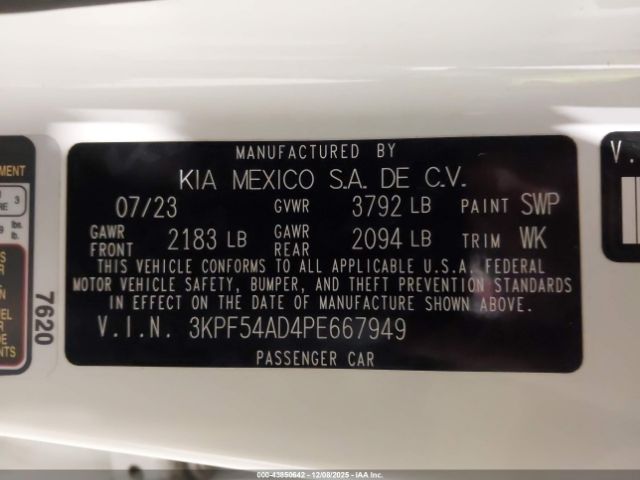 MANUFACTURED BY
KIA MEXICO S.A. DE C.V.
07/23 GVWR 3792 LB PAINT SWP
GAWR FRONT 2183 LB GAWR REAR 2094 LB TRIM WK
THIS VEHICLE CONFORMS TO ALL APPLICABLE U.S.A. FEDERAL
MOTOR VEHICLE SAFETY, BUMPER, AND THEFT PREVENTION STANDARDS
IN EFFECT ON THE DATE OF MANUFACTURE SHOWN ABOVE.
V.I.N. 3KPF54AD4PE667949
PASSENGER CAR
7620
V.
000-43850642 - 12/08/2025 - IAA Inc.